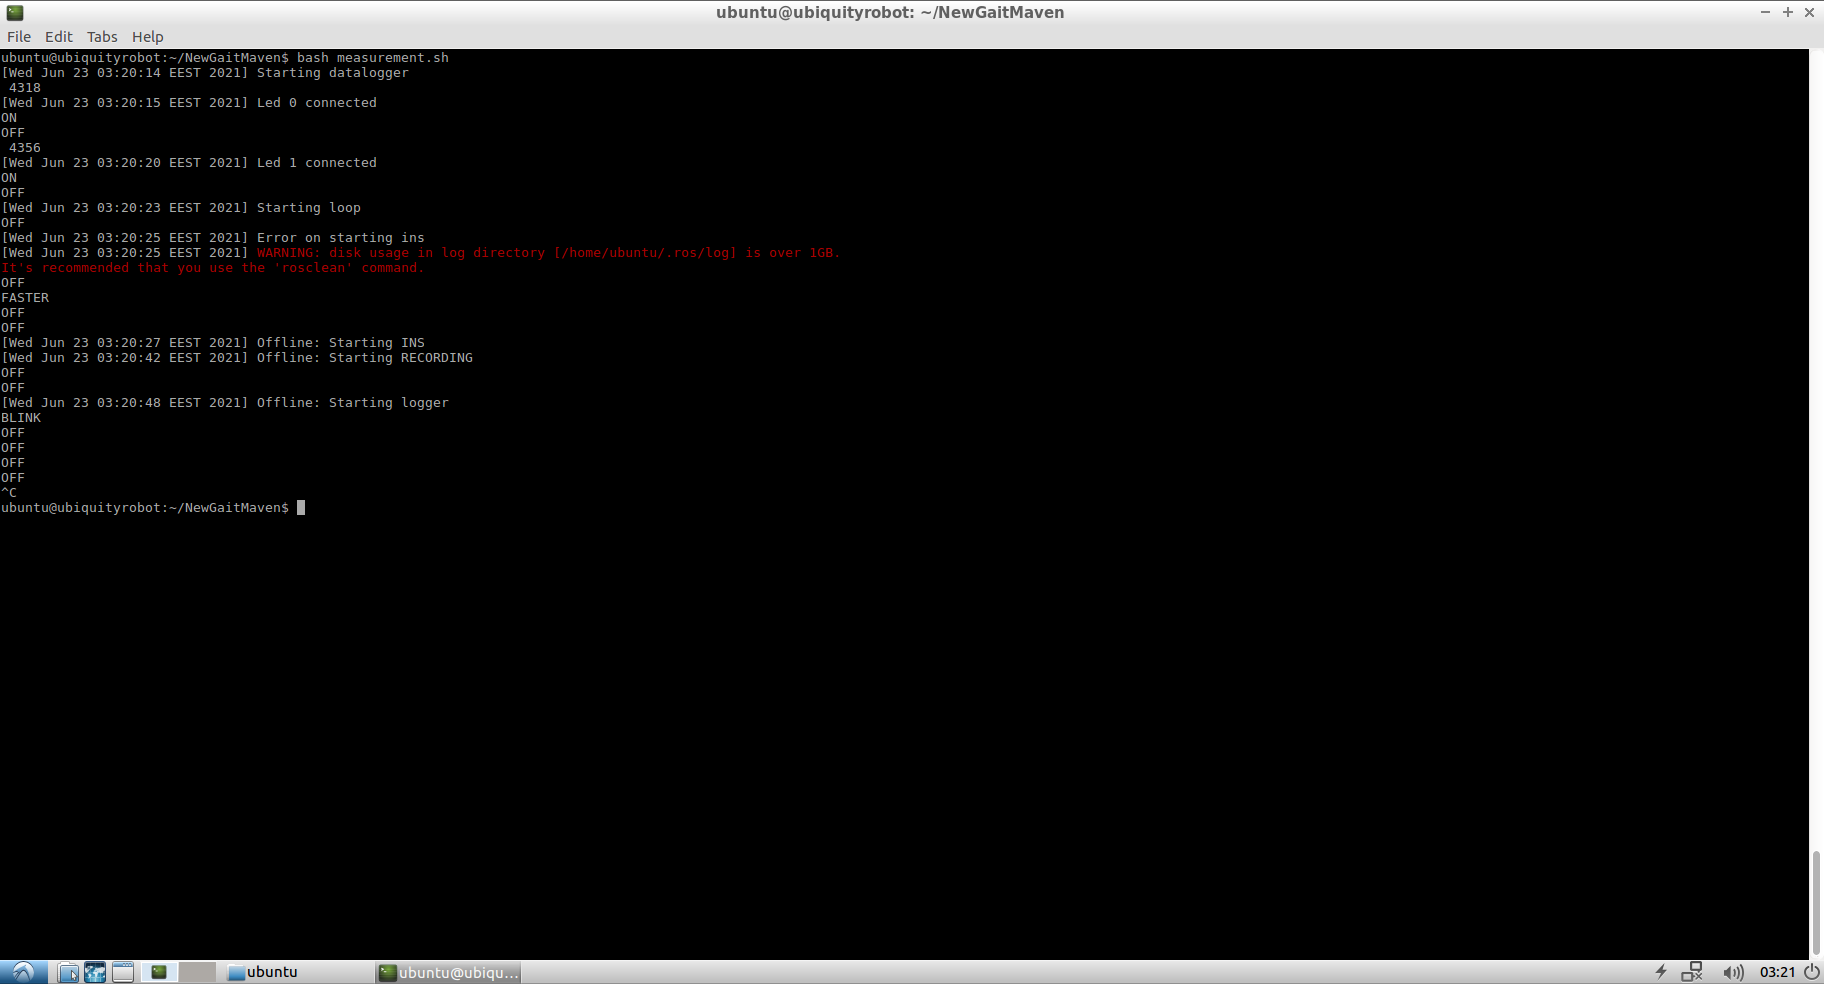 ubuntu@ubiquityrobot: ~/NewGaitMaven
File Edit Tabs Help
ubuntu@ubiquityrobot:~/NewGaitMaven$ bash measurement.sh
[Wed Jun 23 03:20:14 EEST 2021] Starting datalogger
4318
[Wed Jun 23 03:20:15 EEST 2021] Led 0 connected
ON
OFF
4356
[Wed Jun 23 03:20:20 EEST 2021] Led 1 connected
ON
OFF
[Wed Jun 23 03:20:23 EEST 2021] Starting loop
OFF
[Wed Jun 23 03:20:25 EEST 2021] Error on starting ins
[Wed Jun 23 03:20:25 EEST 2021] WARNING: disk usage in log directory [/home/ubuntu/.ros/log] is over 1GB.
It's recommended that you use the 'rosclean' command.
OFF
FASTER
OFF
OFF
[Wed Jun 23 03:20:27 EEST 2021] Offline: Starting INS
[Wed Jun 23 03:20:42 EEST 2021] Offline: Starting RECORDING
OFF
OFF
[Wed Jun 23 03:20:48 EEST 2021] Offline: Starting logger
BLINK
OFF
OFF
OFF
OFF
^C
ubuntu@ubiquityrobot:~/NewGaitMaven$
ubuntu
ubuntu@ubiqu...
03:21